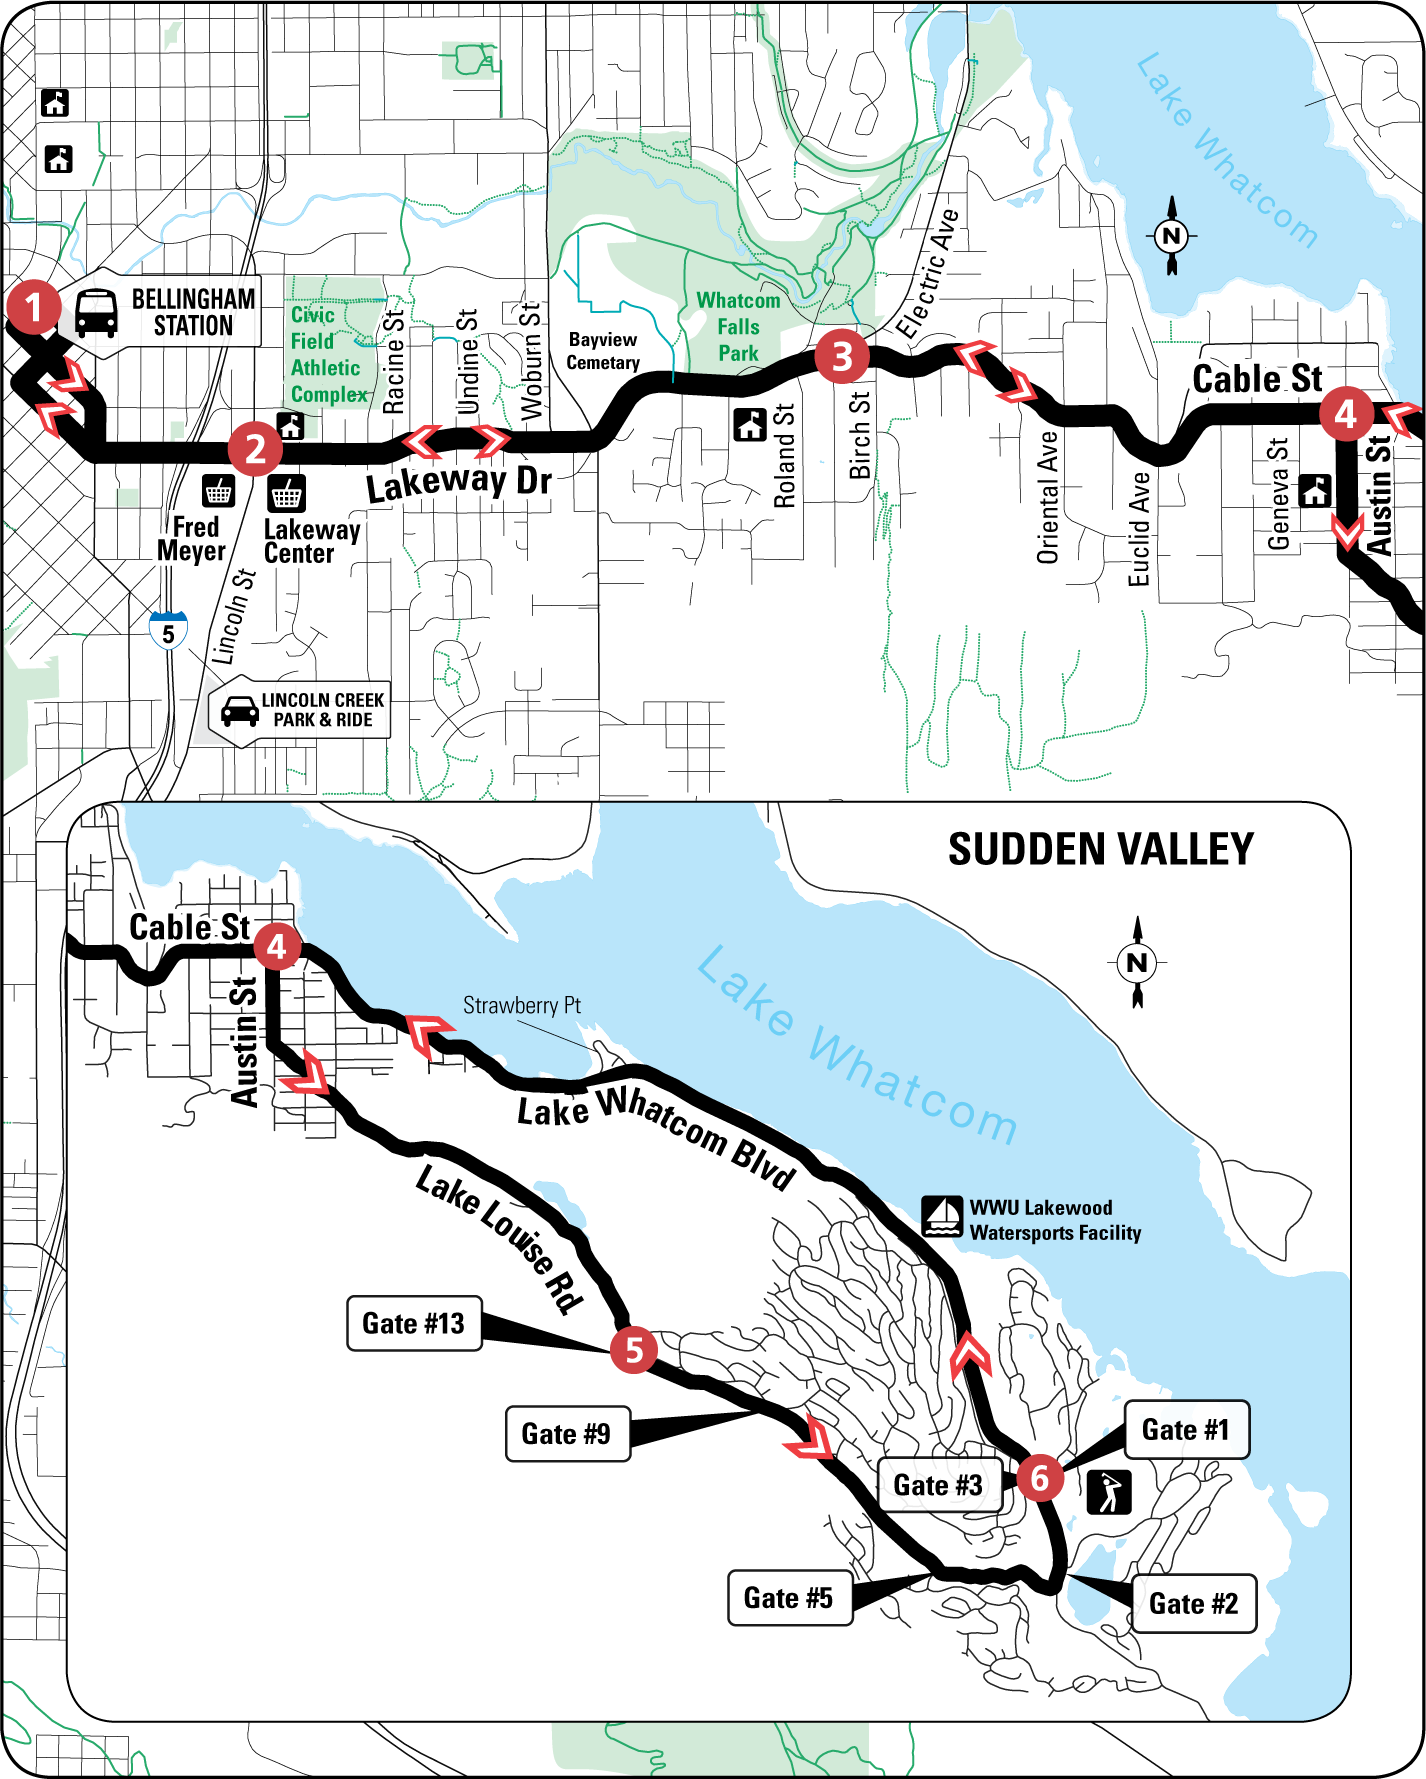 Lake Whatcom
N
1
BELLINGHAM
STATION
Civic
Field
Athletic
Complex
Racine St
Undine St
Woburn St
Bayview
Cemetary
Whatcom
Falls
Park
3
Electric Ave
Cable St
4
2
Lakeway Dr
Fred
Meyer
Lakeway
Center
Roland St
Birch St
Oriental Ave
Euclid Ave
Geneva St
Austin St
Lincoln St
5
LINCOLN CREEK
PARK & RIDE
SUDDEN VALLEY
Cable St
4
N
Austin St
Strawberry Pt
Lake Whatcom
Lake Whatcom Blvd
Lake Louise Rd
WWU Lakewood
Watersports Facility
Gate #13
5
Gate #9
Gate #1
Gate #3
6
Gate #5
Gate #2